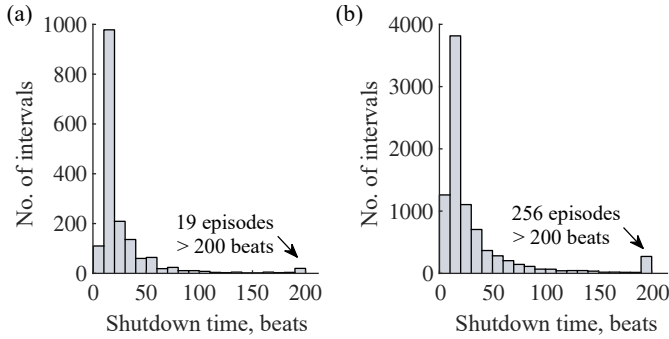 (a)
1000
800
600
400
200
0
No. of intervals
19 episodes
> 200 beats
0 50 100 150 200
Shutdown time, beats
(b)
4000
3000
2000
1000
0
No. of intervals
256 episodes
> 200 beats
0 50 100 150 200
Shutdown time, beats